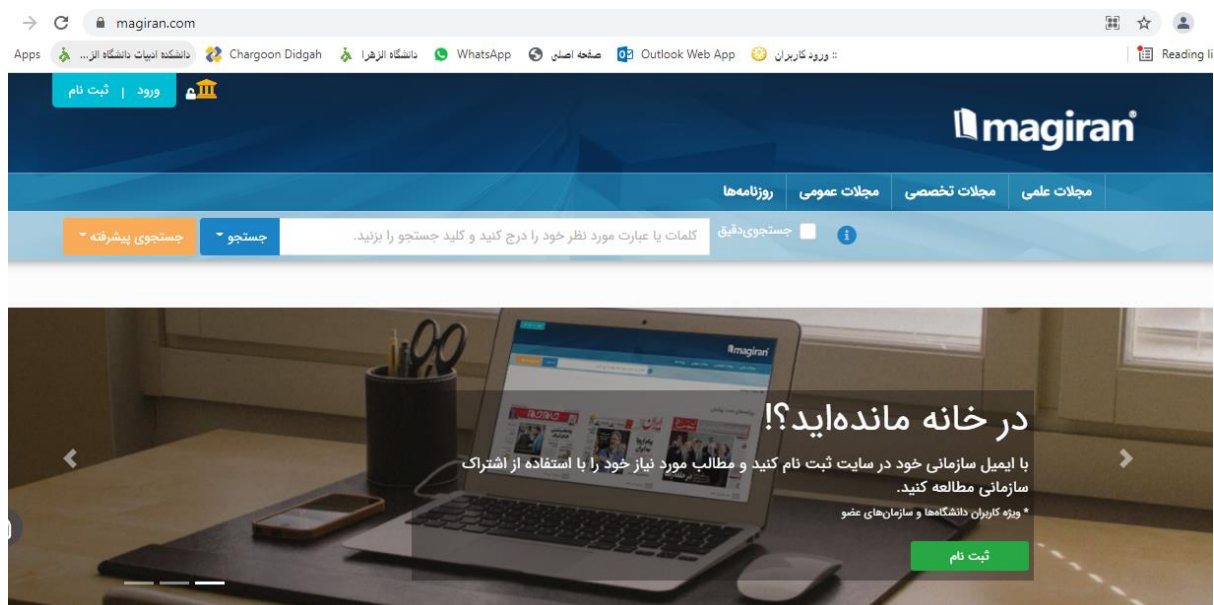 magiran.com
Apps دانشکده ادبیات دانشگاه الز... Chargoon Didgah دانشگاه الزهرا WhatsApp صفحه اصلی Outlook Web App :: ورود کاربران Reading li
ورود | ثبت نام
magiran
مجلات علمی مجلات تخصصی مجلات عمومی روزنامه‌ها
جستجوی‌دقیق کلمات یا عبارت مورد نظر خود را درج کنید و کلید جستجو را بزنید. جستجو جستجوی پیشرفته
magiran
در خانه مانده‌اید؟!
با ایمیل سازمانی خود در سایت ثبت نام کنید و مطالب مورد نیاز خود را با استفاده از اشتراک
سازمانی مطالعه کنید.
* ویژه کاربران دانشگاه‌ها و سازمان‌های عضو
ثبت نام